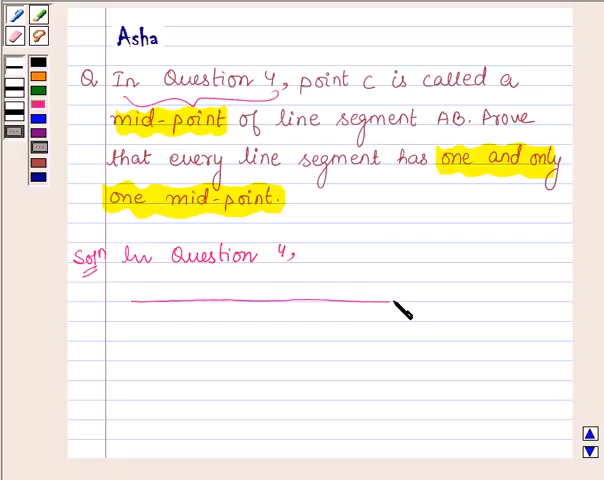 Asha
Q In Question 4, point C is called a
mid-point of line segment AB. Prove
that every line segment has one and only
one mid-point.
Soln In Question 4,